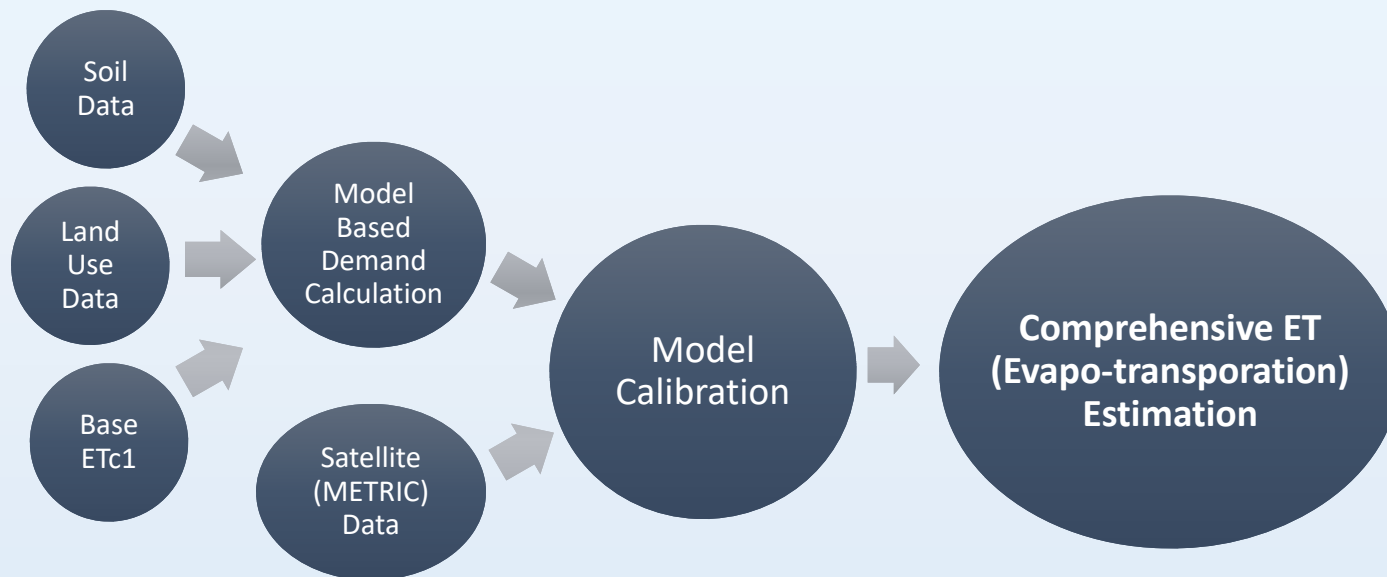 Soil
Data
Land
Use
Data
Base
ETc1
Model
Based
Demand
Calculation
Satellite
(METRIC)
Data
Model
Calibration
Comprehensive ET
(Evapo-transporation)
Estimation